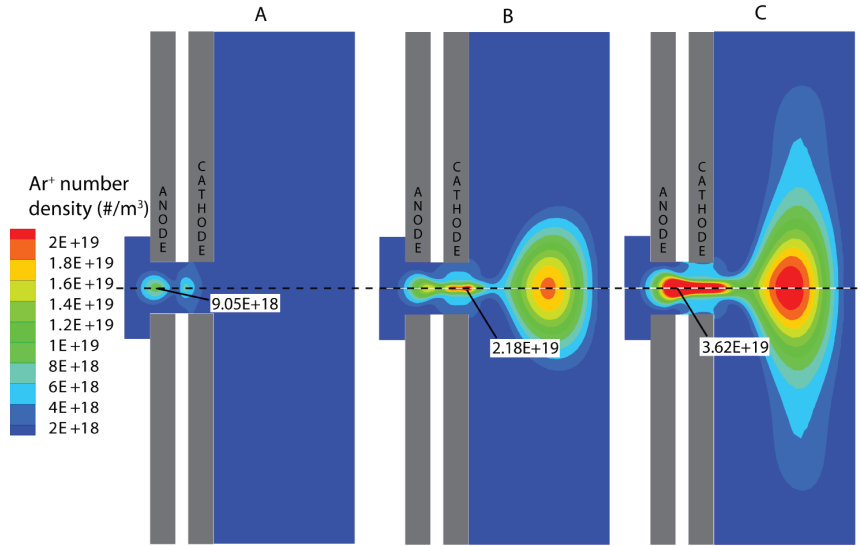 A
B
C
Ar⁺ number
density (#/m³)
2E+19
1.8E+19
1.6E+19
1.4E+19
1.2E+19
1E+19
8E+18
6E+18
4E+18
2E+18
ANODE
CATHODE
9.05E+18
ANODE
CATHODE
2.18E+19
ANODE
CATHODE
3.62E+19